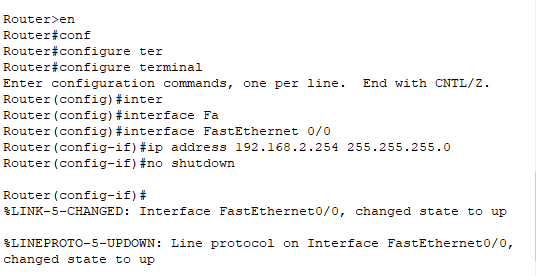 Router>en
Router#conf
Router#configure ter
Router#configure terminal
Enter configuration commands, one per line.  End with CNTL/Z.
Router(config)#inter
Router(config)#interface Fa
Router(config)#interface FastEthernet 0/0
Router(config-if)#ip address 192.168.2.254 255.255.255.0
Router(config-if)#no shutdown
Router(config-if)#
%LINK-5-CHANGED: Interface FastEthernet0/0, changed state to up
%LINEPROTO-5-UPDOWN: Line protocol on Interface FastEthernet0/0,
changed state to up